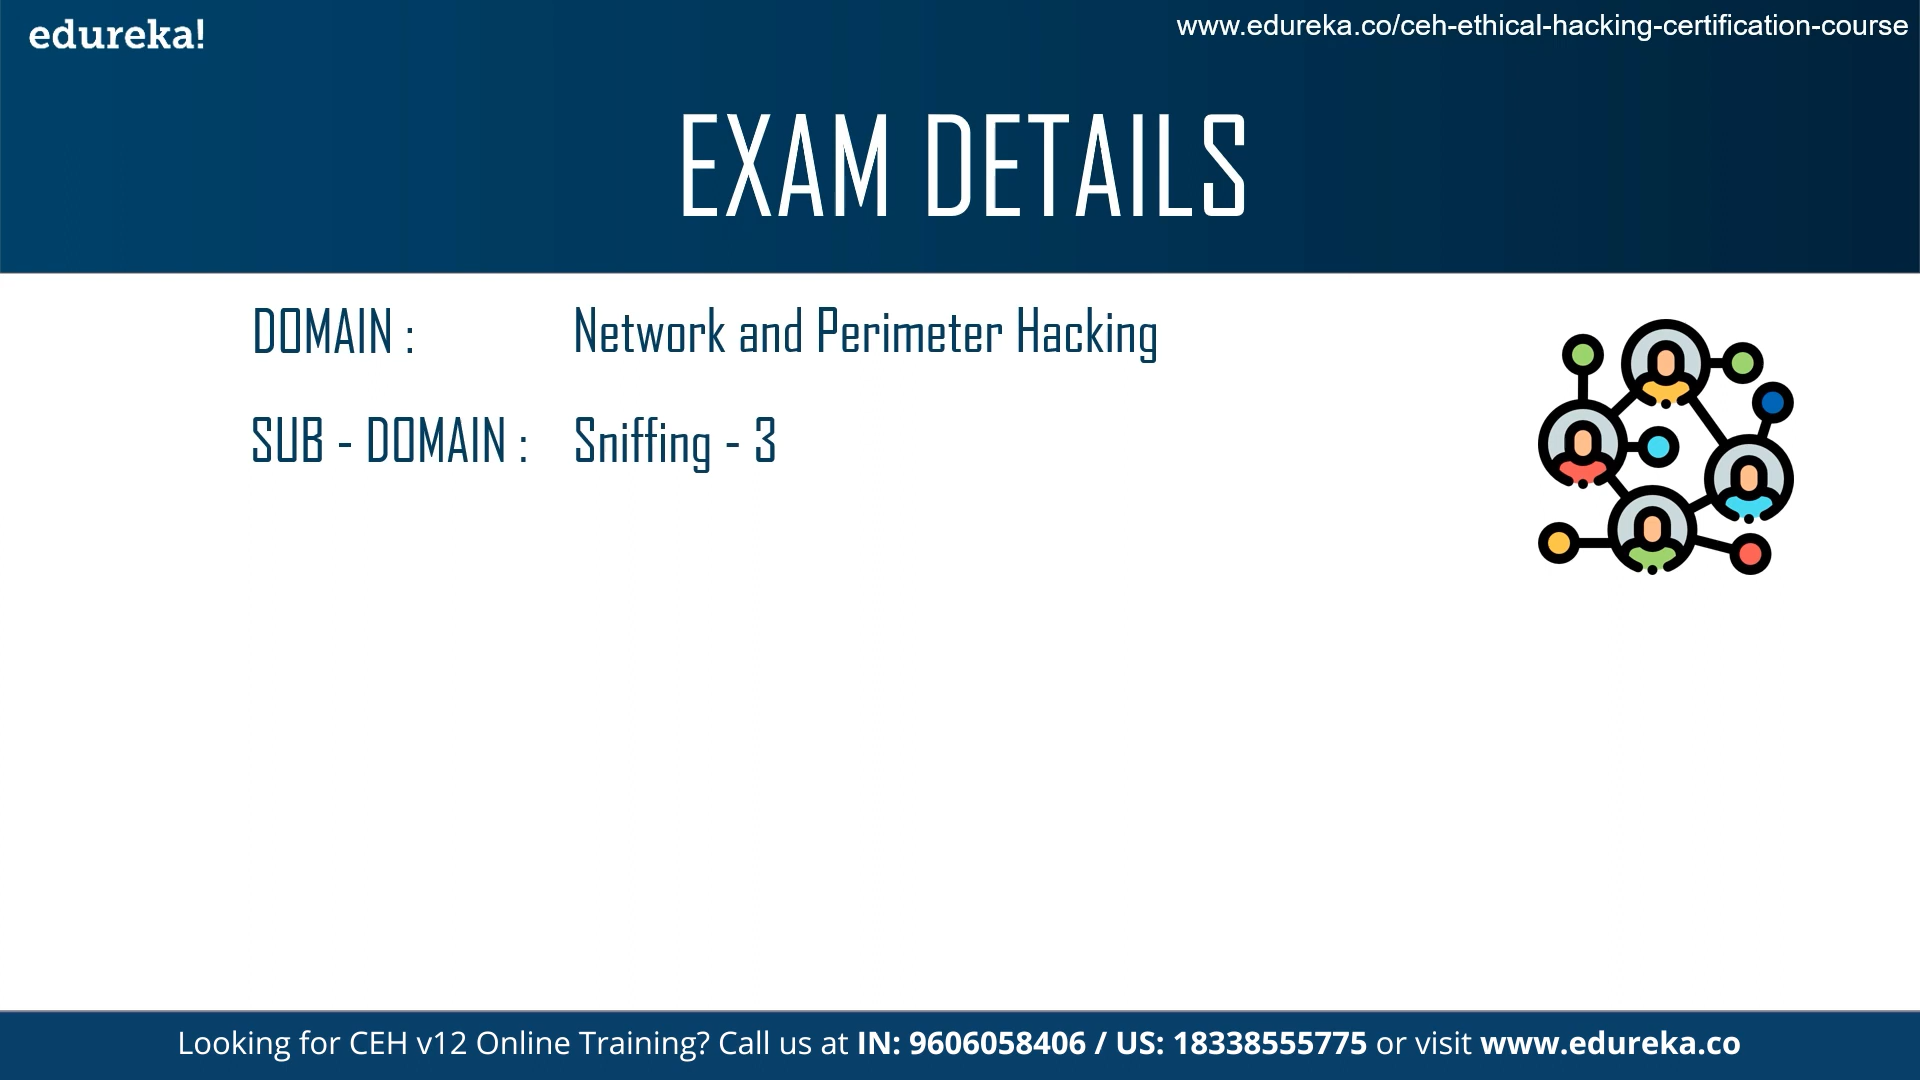 edureka!
www.edureka.co/ceh-ethical-hacking-certification-course
EXAM DETAILS
DOMAIN : Network and Perimeter Hacking
SUB - DOMAIN : Sniffing - 3
Looking for CEH v12 Online Training? Call us at IN: 9606058406 / US: 18338555775 or visit www.edureka.co